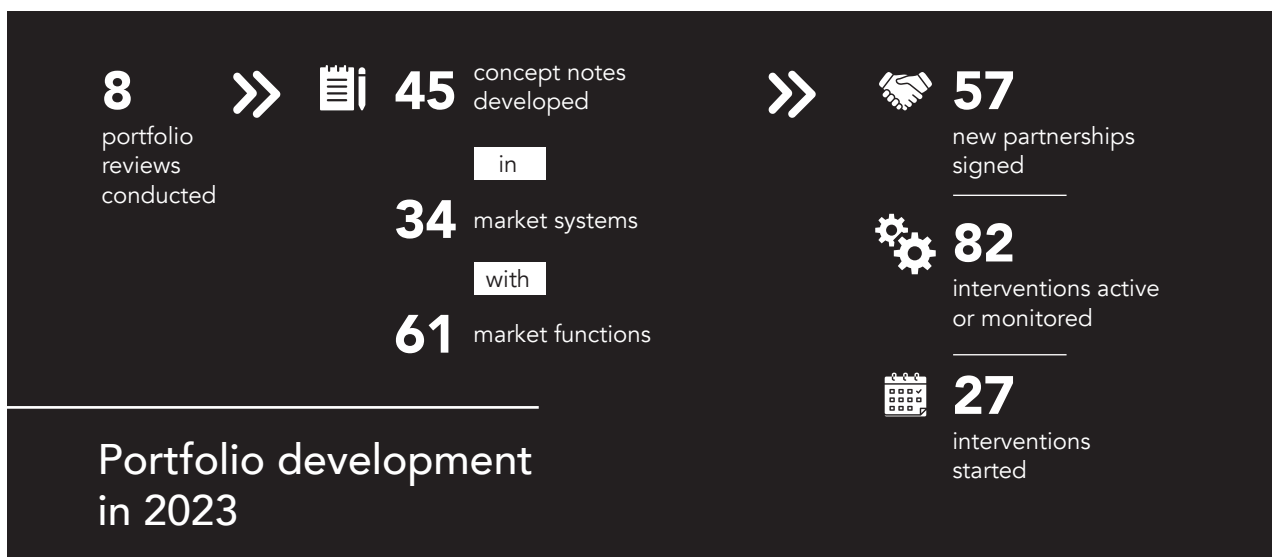 8
portfolio
reviews
conducted
45
concept notes
developed
in
34
market systems
with
61
market functions
57
new partnerships
signed
82
interventions active
or monitored
27
interventions
started
Portfolio development
in 2023